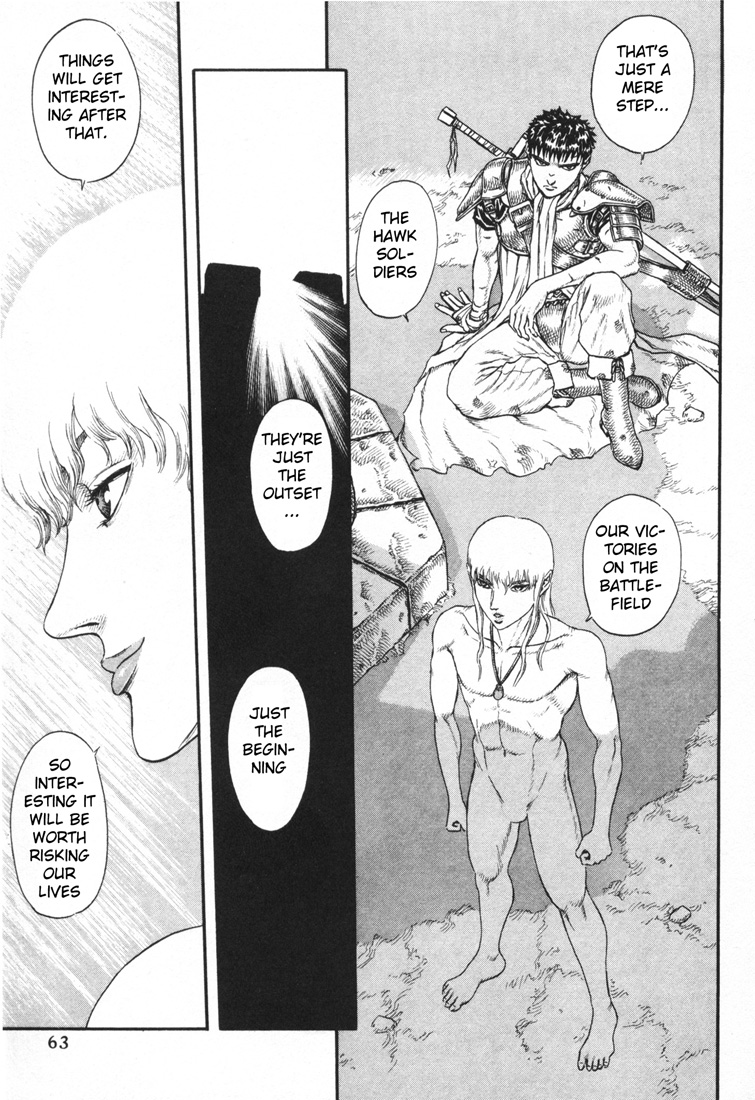 THAT'S
JUST A
MERE
STEP...
THE
HAWK
SOL-
DIERS
OUR VIC-
TORIES
ON THE
BATTLE-
FIELD
THEY'RE
JUST
THE
OUTSET
...
JUST
THE
BEGIN-
NING
THINGS
WILL GET
INTEREST-
ING AFTER
THAT.
SO
INTER-
ESTING IT
WILL BE
WORTH
RISKING
OUR
LIVES
63